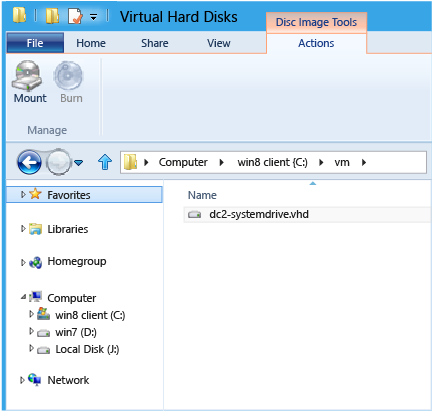 Virtual Hard Disks
Disc Image Tools
File Home Share View Actions
Mount Burn
Manage
Computer win8 client (C:) vm
Favorites
Libraries
Homegroup
Computer
win8 client (C:)
win7 (D:)
Local Disk (J:)
Network
Name
dc2-systemdrive.vhd